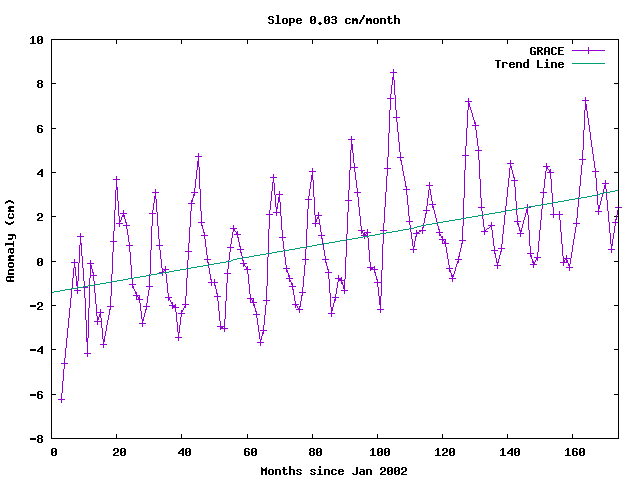 Slope 0.03 cm/month
GRACE
Trend Line
10
8
6
4
2
0
-2
-4
-6
-8
Anomaly (cm)
0 20 40 60 80 100 120 140 160
Months since Jan 2002